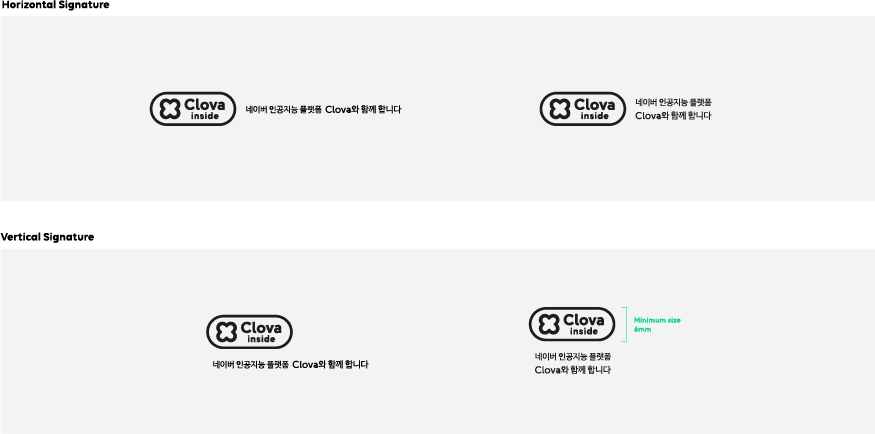 Horizontal Signature
Clova
inside
네이버 인공지능 플랫폼 Clova와 함께 합니다
Clova
inside
네이버 인공지능 플랫폼
Clova와 함께 합니다
Vertical Signature
Clova
inside
네이버 인공지능 플랫폼 Clova와 함께 합니다
Clova
inside
Minimum size
6mm
네이버 인공지능 플랫폼
Clova와 함께 합니다